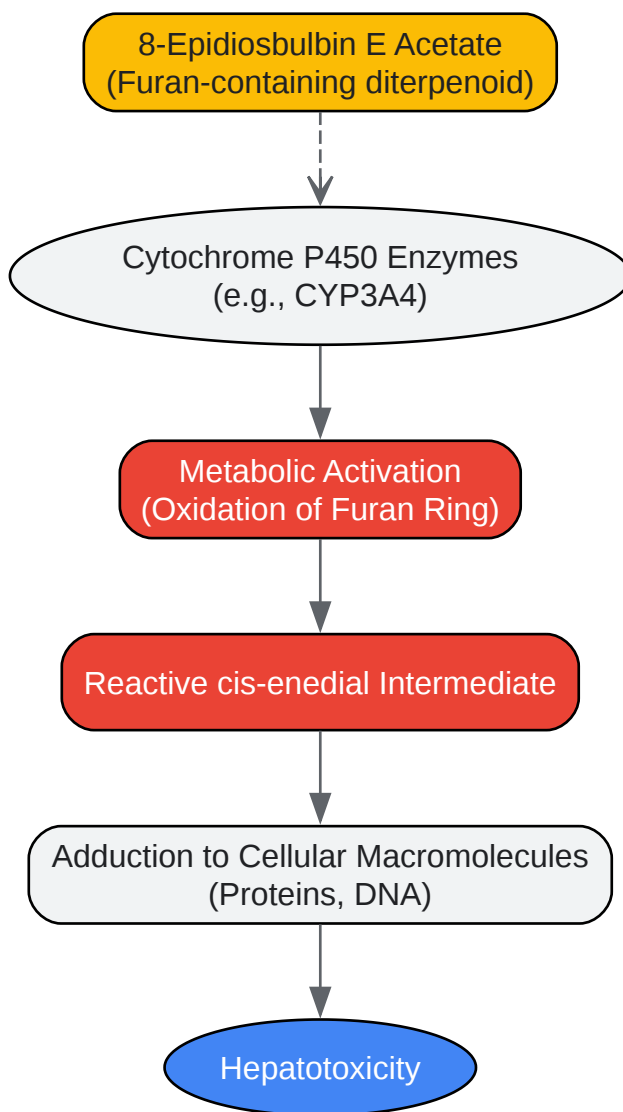 8-Epidiosbulbin E Acetate
(Furan-containing diterpenoid)
Cytochrome P450 Enzymes
(e.g., CYP3A4)
Metabolic Activation
(Oxidation of Furan Ring)
Reactive cis-enedial Intermediate
Adduction to Cellular Macromolecules
(Proteins, DNA)
Hepatotoxicity